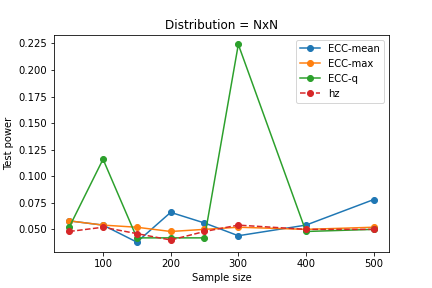 Distribution = NxN
ECC-mean
ECC-max
ECC-q
hz
Test power
0.225
0.200
0.175
0.150
0.125
0.100
0.075
0.050
100
200
300
400
500
Sample size